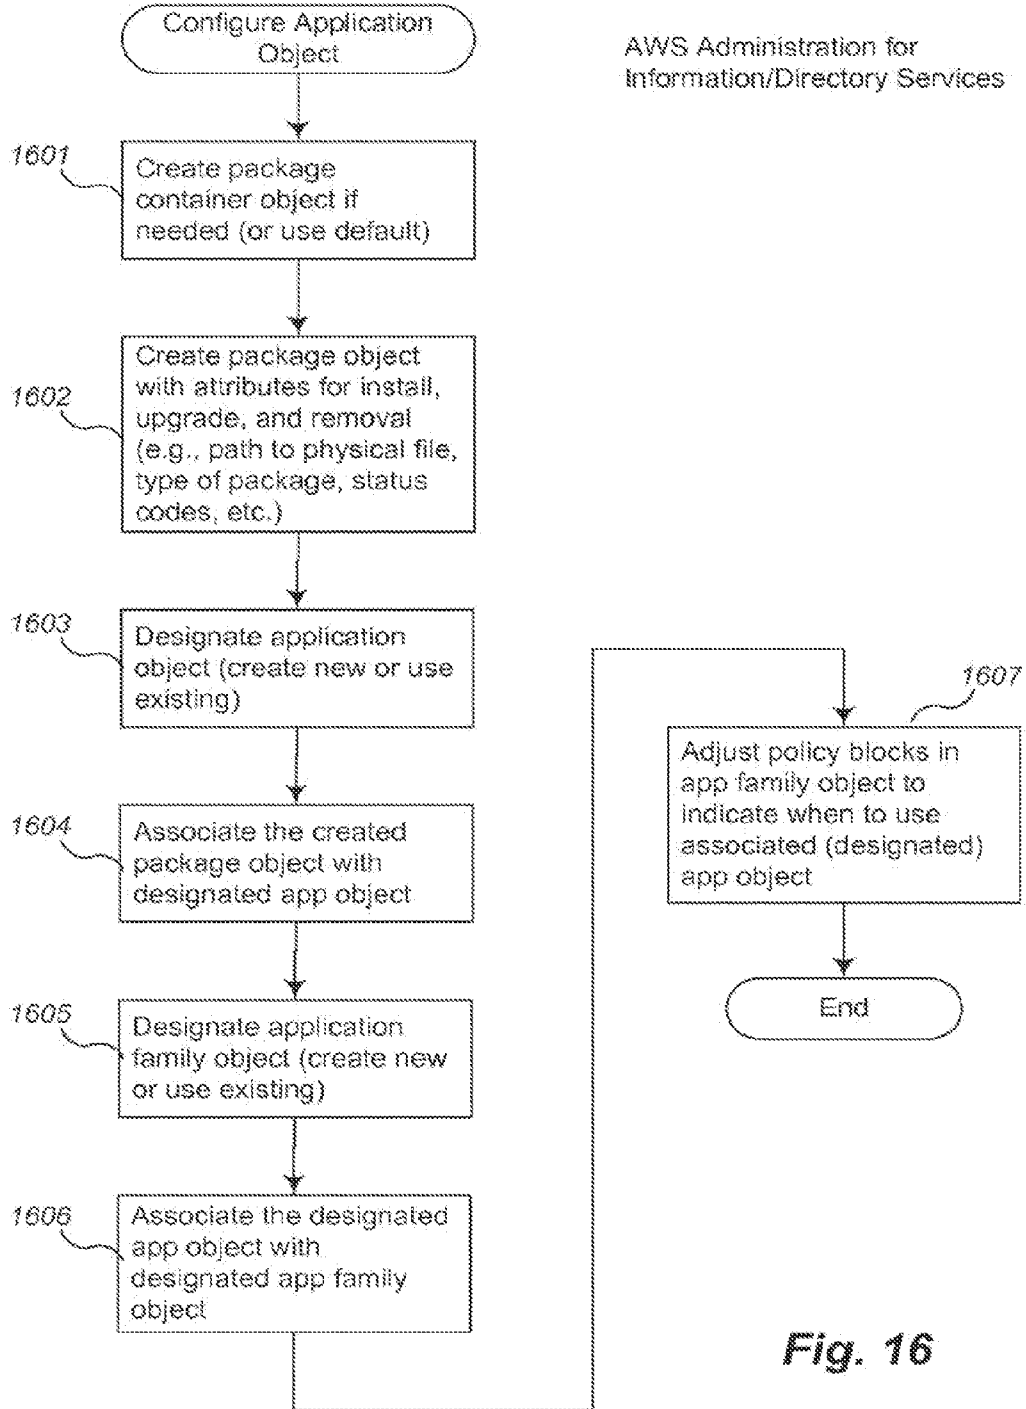 Configure Application
Object
AWS Administration for
Information/Directory Services
1601
Create package
container object if
needed (or use default)
1602
Create package object
with attributes for install,
upgrade, and removal
(e.g., path to physical file,
type of package, status
codes, etc.)
1603
Designate application
object (create new or use
existing)
1604
Associate the created
package object with
designated app object
1605
Designate application
family object (create new
or use existing)
1606
Associate the designated
app object with
designated app family
object
1607
Adjust policy blocks in
app family object to
indicate when to use
associated (designated)
app object
End
Fig. 16